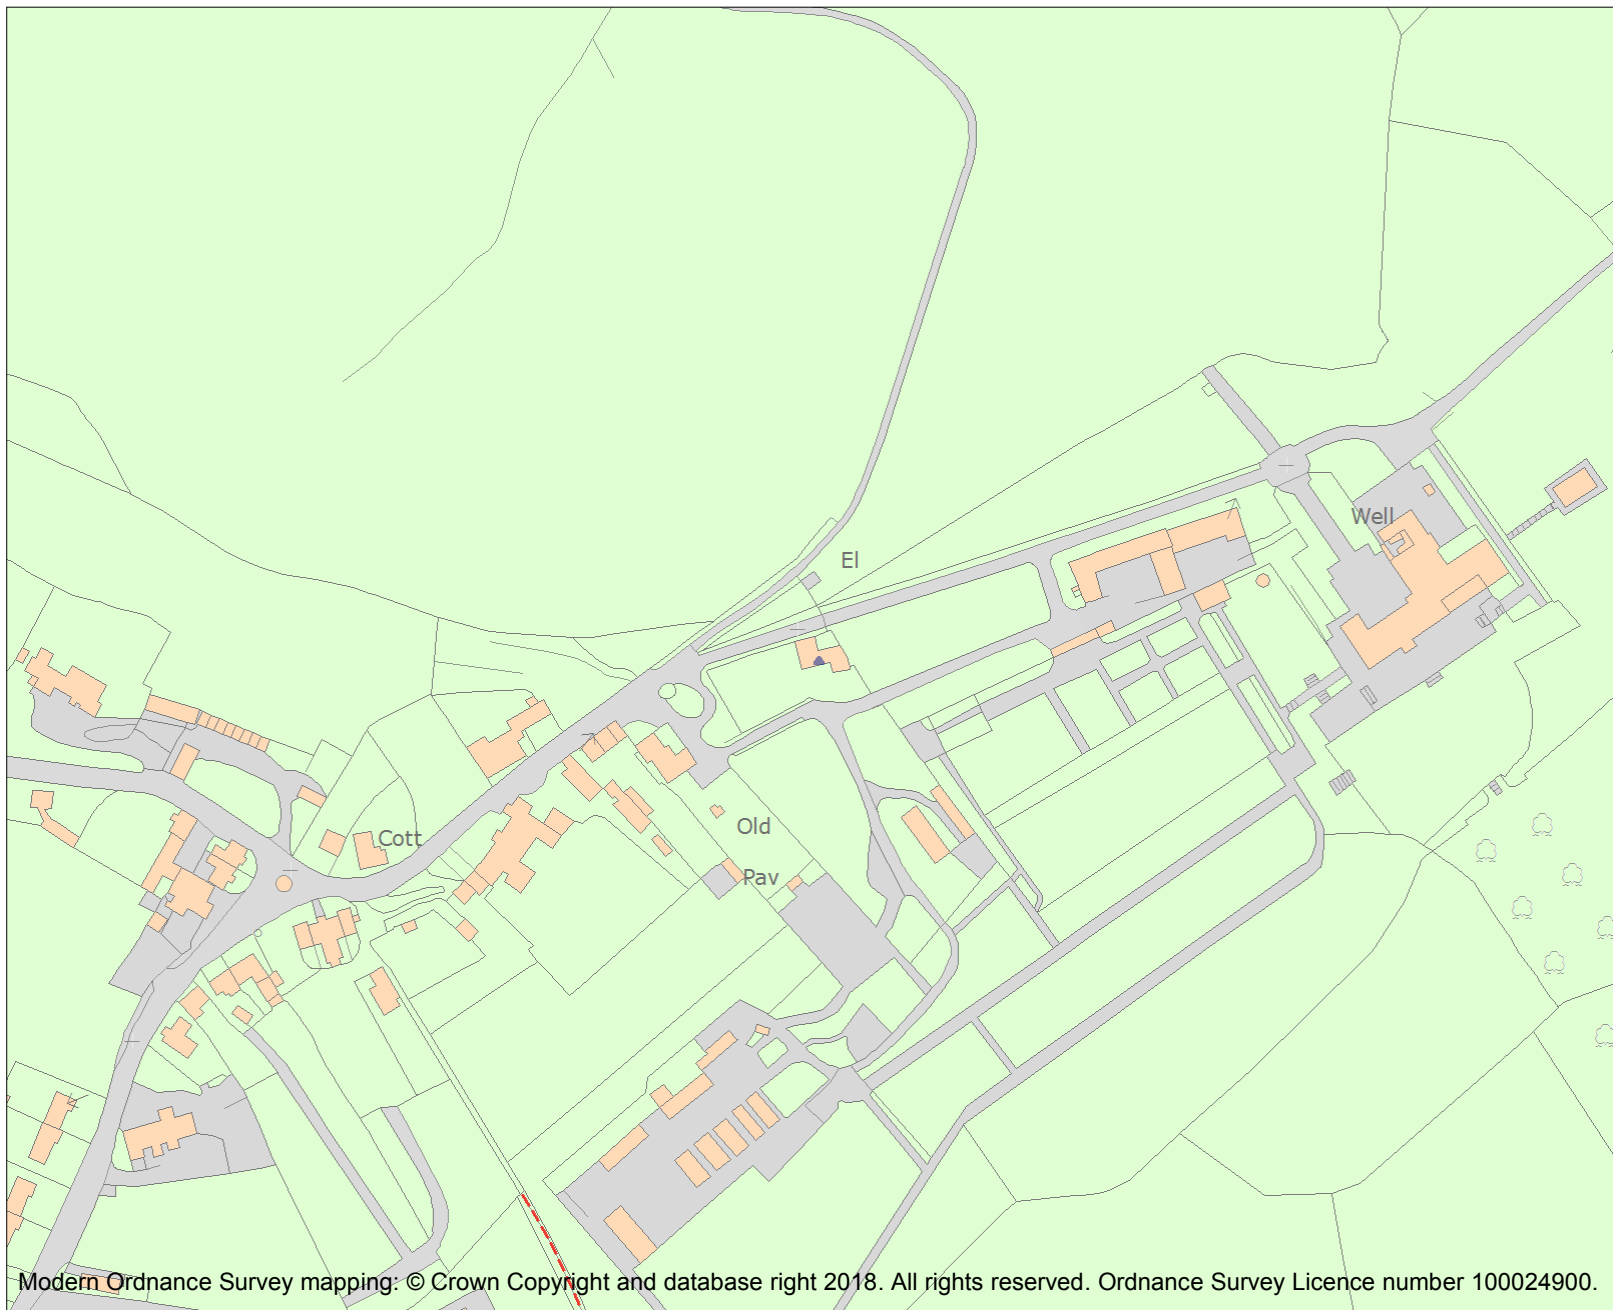 Well
El
Old
Cott
Pav
Modern Ordnance Survey mapping: © Crown Copyright and database right 2018. All rights reserved. Ordnance Survey Licence number 100024900.